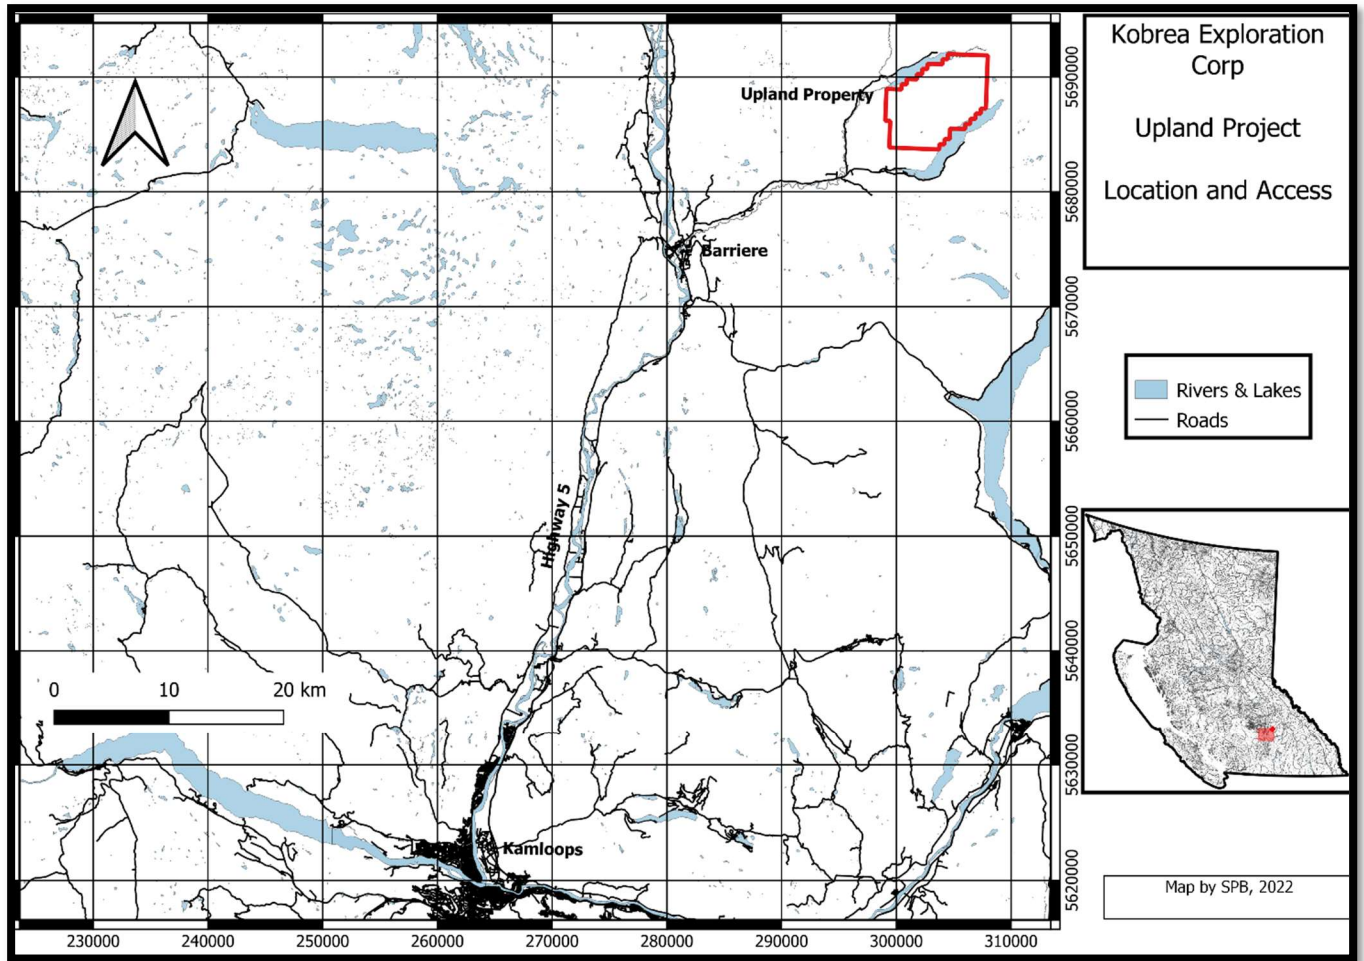 Kobrea Exploration
Corp
Upland Project
Location and Access
Upland Property
Barriere
Highway 5
Kamloops
0 10 20 km
Rivers & Lakes
Roads
Map by SPB, 2022
5690000
5680000
5670000
5660000
5650000
5640000
5630000
5620000
230000 240000 250000 260000 270000 280000 290000 300000 310000